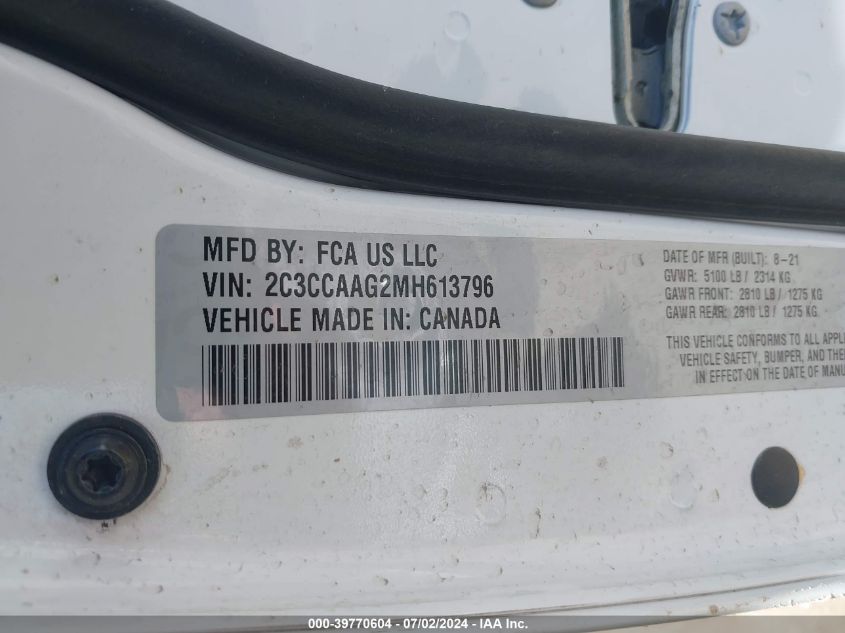 MFD BY: FCA US LLC
VIN: 2C3CCAAG2MH613796
VEHICLE MADE IN: CANADA
DATE OF MFR (BUILT): 8-21
GVWR: 5100 LB / 2314 KG
GAWR FRONT: 2810 LB / 1275 KG
GAWR REAR: 2810 LB / 1275 KG
THIS VEHICLE CONFORMS TO ALL APPL
VEHICLE SAFETY, BUMPER, AND THE
IN EFFECT ON THE DATE OF MANU
000-39770604 - 07/02/2024 - IAA Inc.